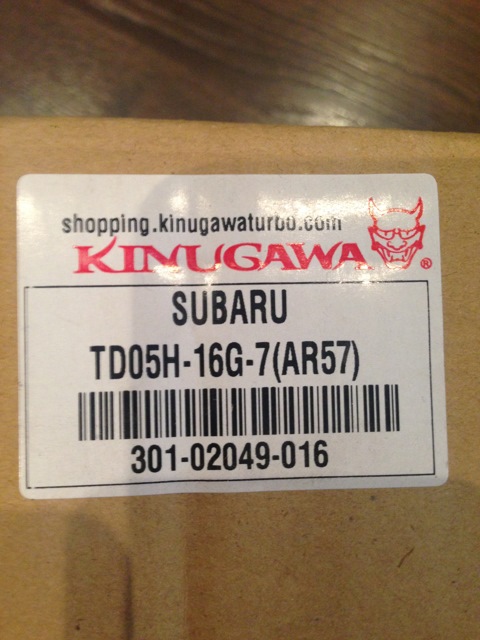 shopping.kinugawaturbo.com
KINUGAWA ®
SUBARU
TD05H-16G-7(AR57)
301-02049-016